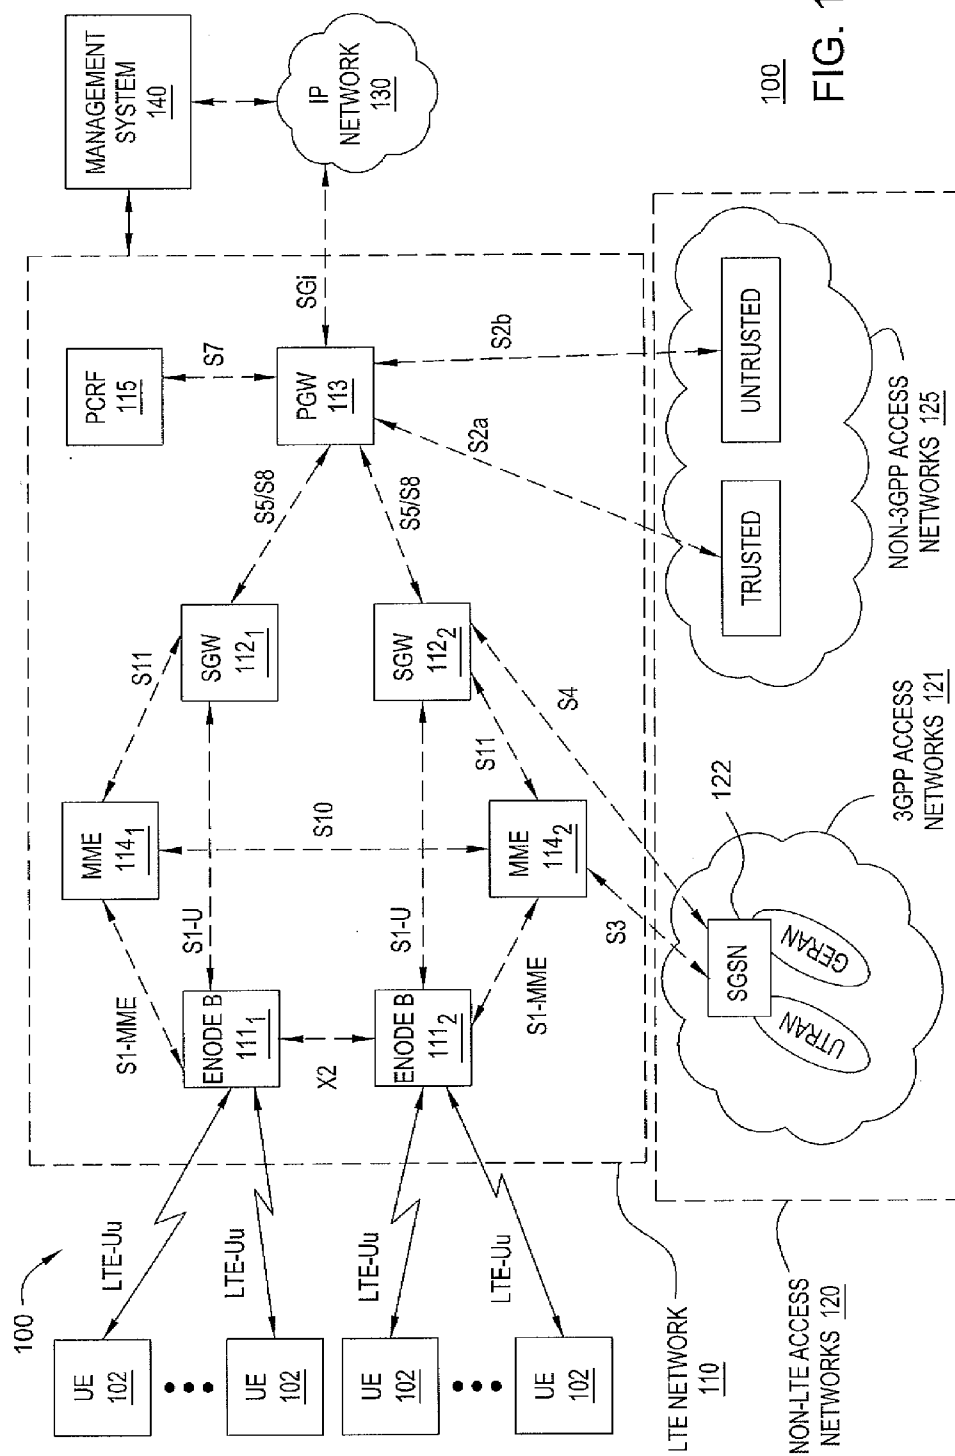 100
UE
102
UE
102
UE
102
UE
102
LTE-Uu
LTE-Uu
LTE-Uu
LTE-Uu
S1-MME
MME
114₁
S11
PCRF
115
MANAGEMENT
SYSTEM
140
S7
ENODE B
111₁
S1-U
SGW
112₁
S5/S8
PGW
113
SGi
IP
NETWORK
130
X2
S10
ENODE B
111₂
S1-U
SGW
112₂
S5/S8
S1-MME
MME
114₂
S11
S2a
S2b
S3
S4
LTE NETWORK
110
NON-LTE ACCESS
NETWORKS 120
SGSN
122
UTRAN
GERAN
3GPP ACCESS
NETWORKS 121
TRUSTED
UNTRUSTED
NON-3GPP ACCESS
NETWORKS 125
100
FIG. 1